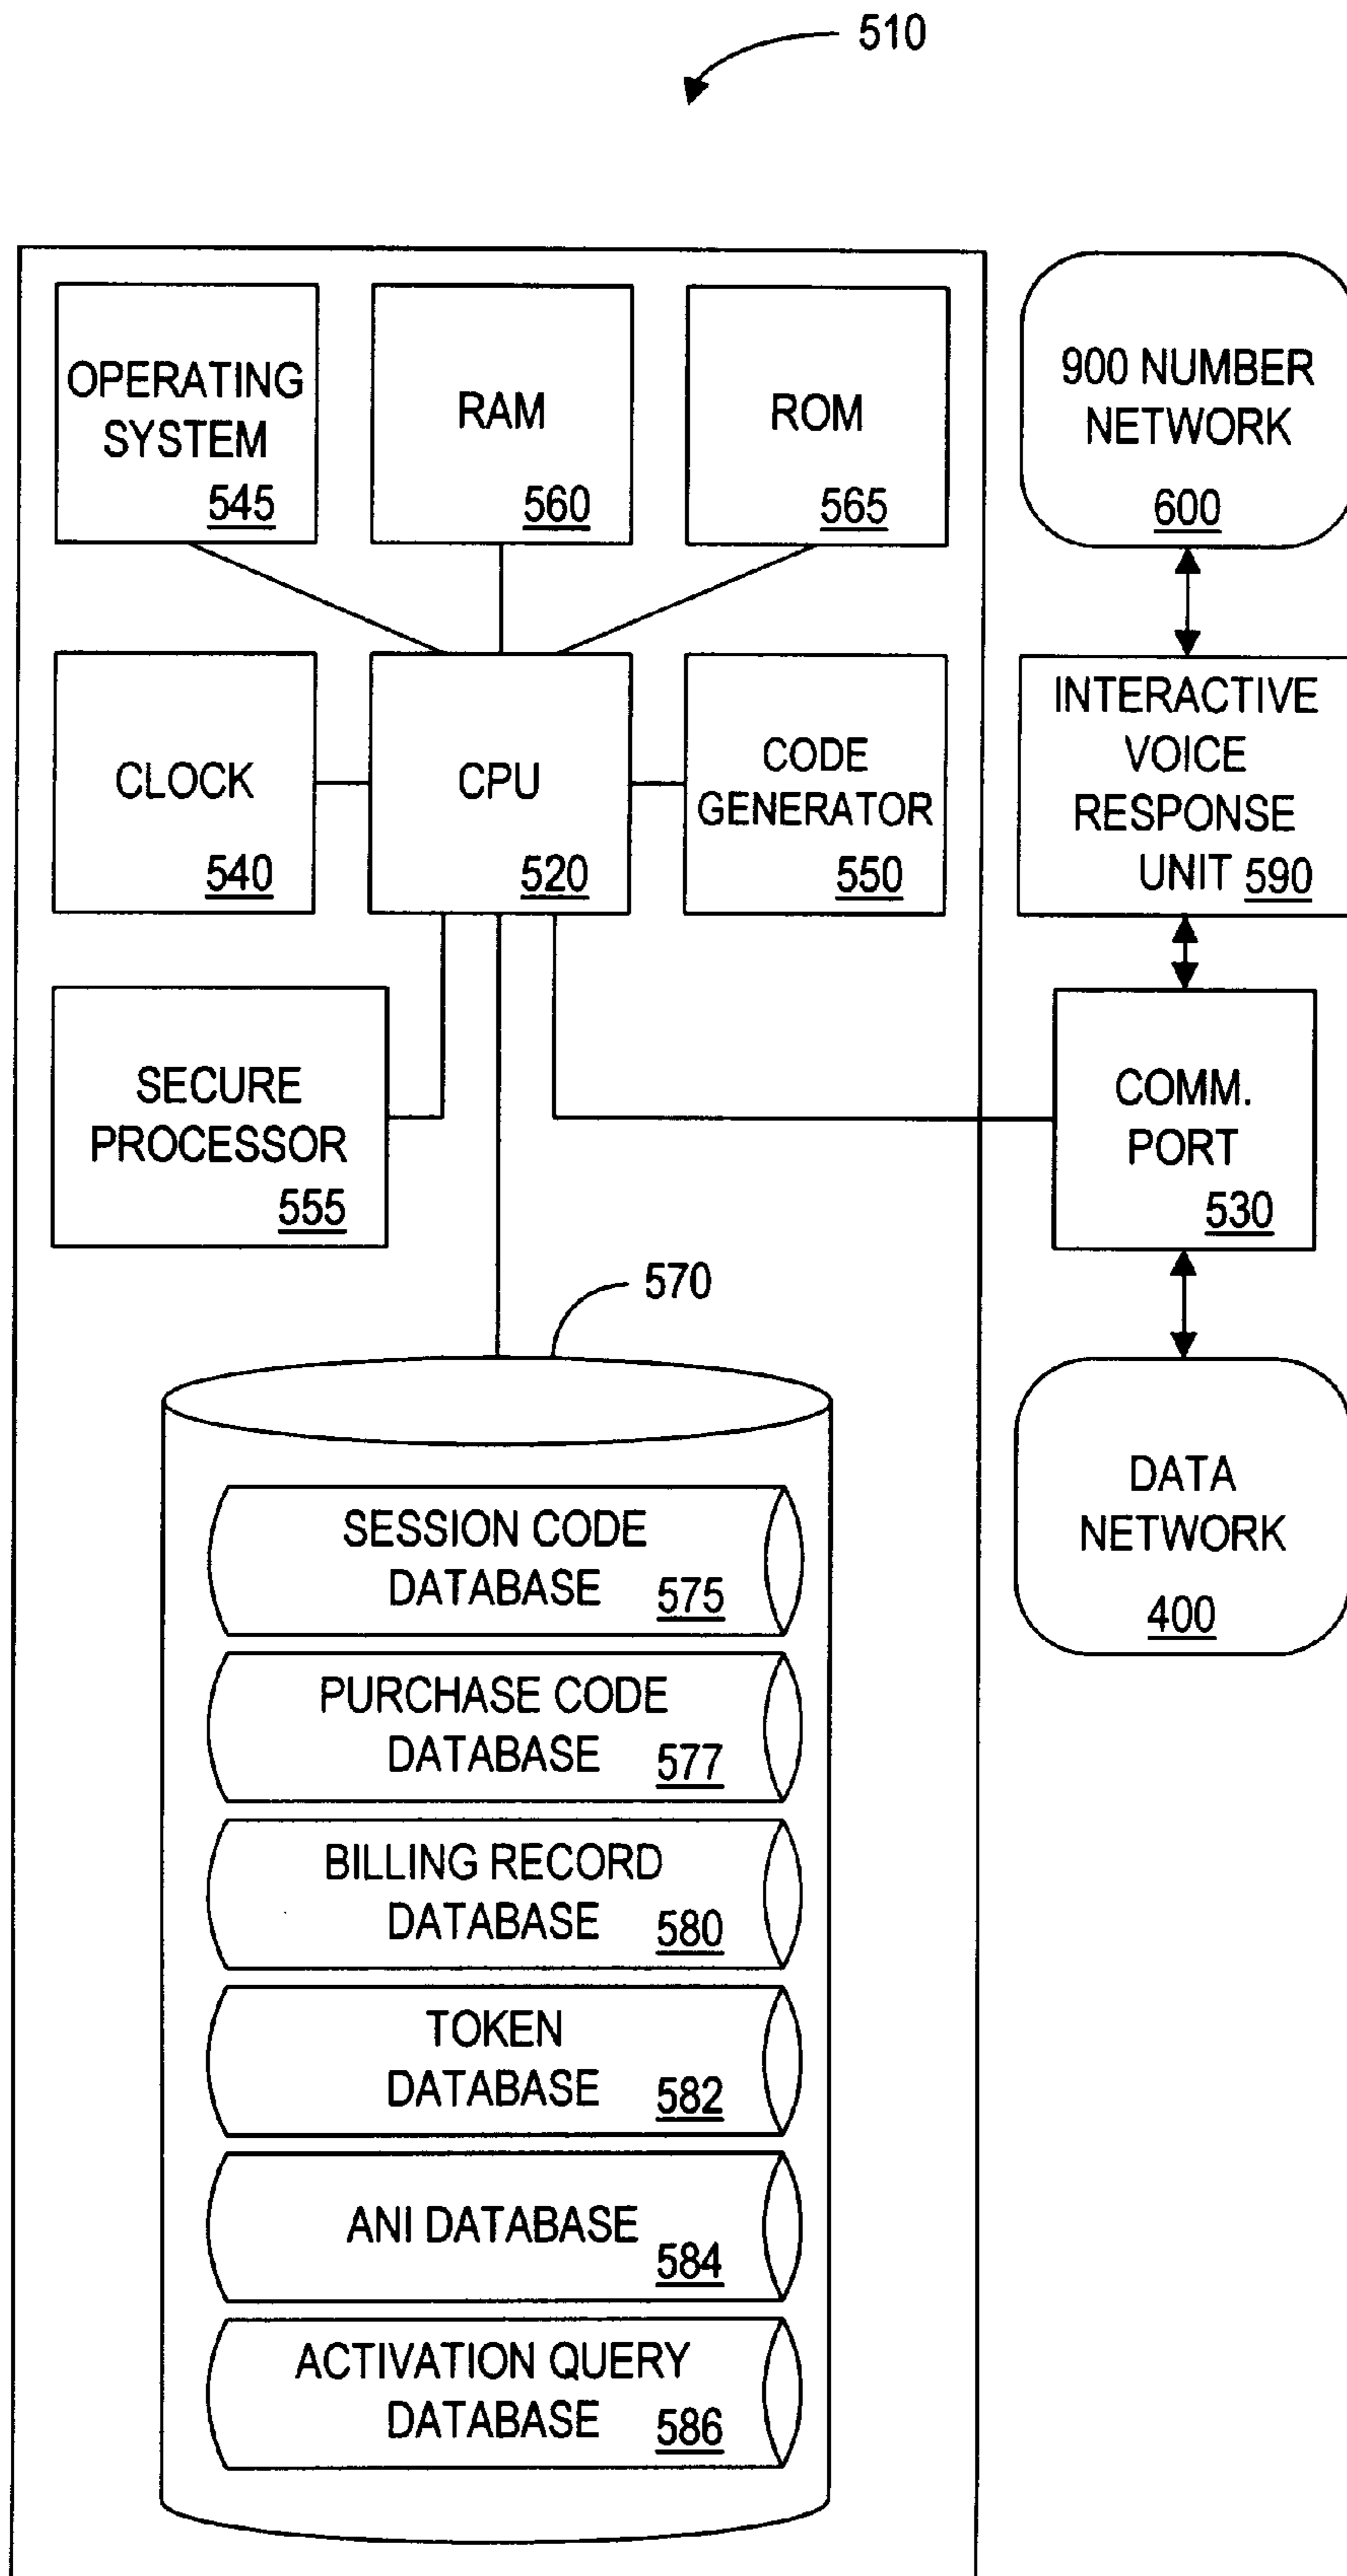 510
OPERATING
SYSTEM
545
RAM
560
ROM
565
900 NUMBER
NETWORK
600
CLOCK
540
CPU
520
CODE
GENERATOR
550
INTERACTIVE
VOICE
RESPONSE
UNIT 590
SECURE
PROCESSOR
555
COMM.
PORT
530
570
SESSION CODE
DATABASE 575
PURCHASE CODE
DATABASE 577
BILLING RECORD
DATABASE 580
TOKEN
DATABASE 582
ANI DATABASE
584
ACTIVATION QUERY
DATABASE 586
DATA
NETWORK
400